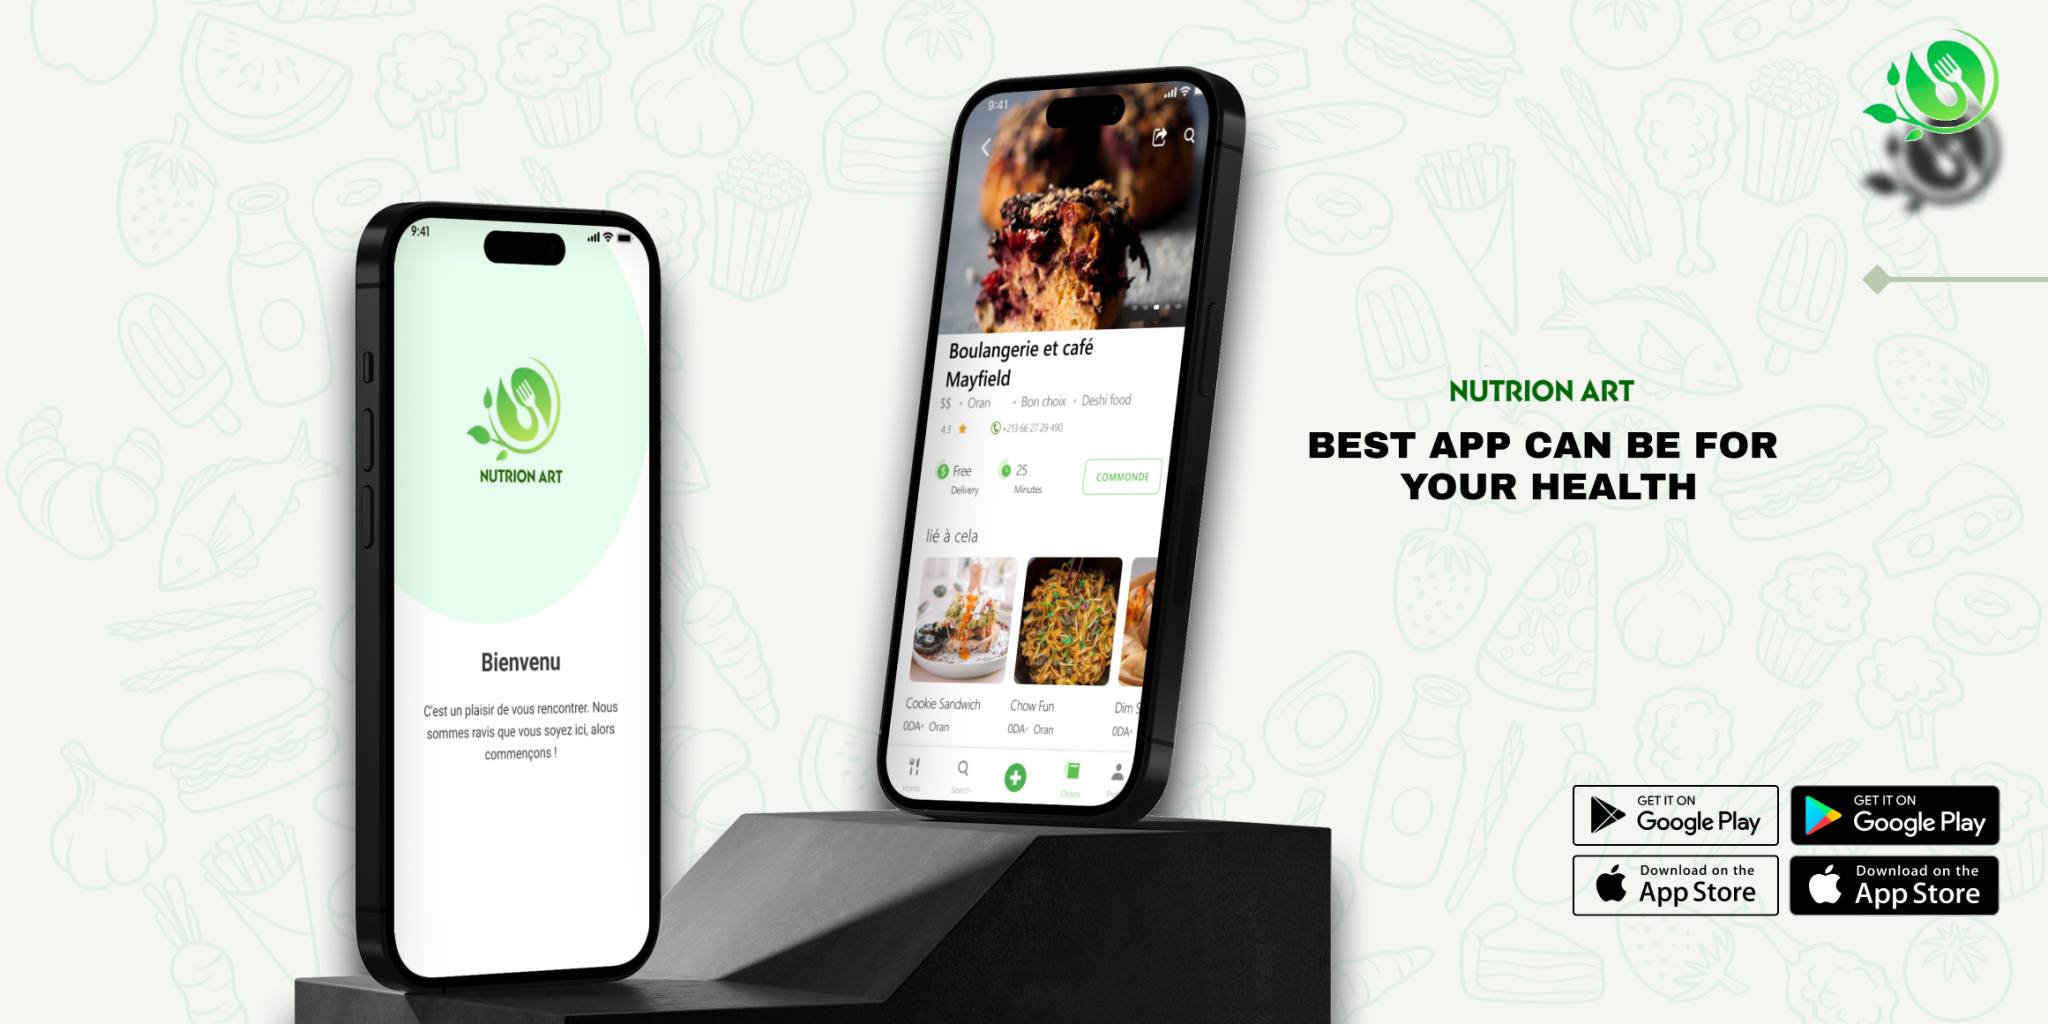 9:41
NUTRION ART
Bienvenu
C'est un plaisir de vous rencontrer. Nous
sommes ravis que vous soyez ici, alors
commençons !
9:41
Boulangerie et café
Mayfield
$$ • Oran • Bon choix • Deshi food
4.3 +213 66 27 29 490
Free
Delivery
25
Minutes
COMMONDE
lié à cela
Cookie Sandwich
0DA• Oran
Chow Fun
0DA• Oran
Dim S
0DA•
Home
Search
Orders
NUTRION ART
BEST APP CAN BE FOR
YOUR HEALTH
GET IT ON
Google Play
GET IT ON
Google Play
Download on the
App Store
Download on the
App Store